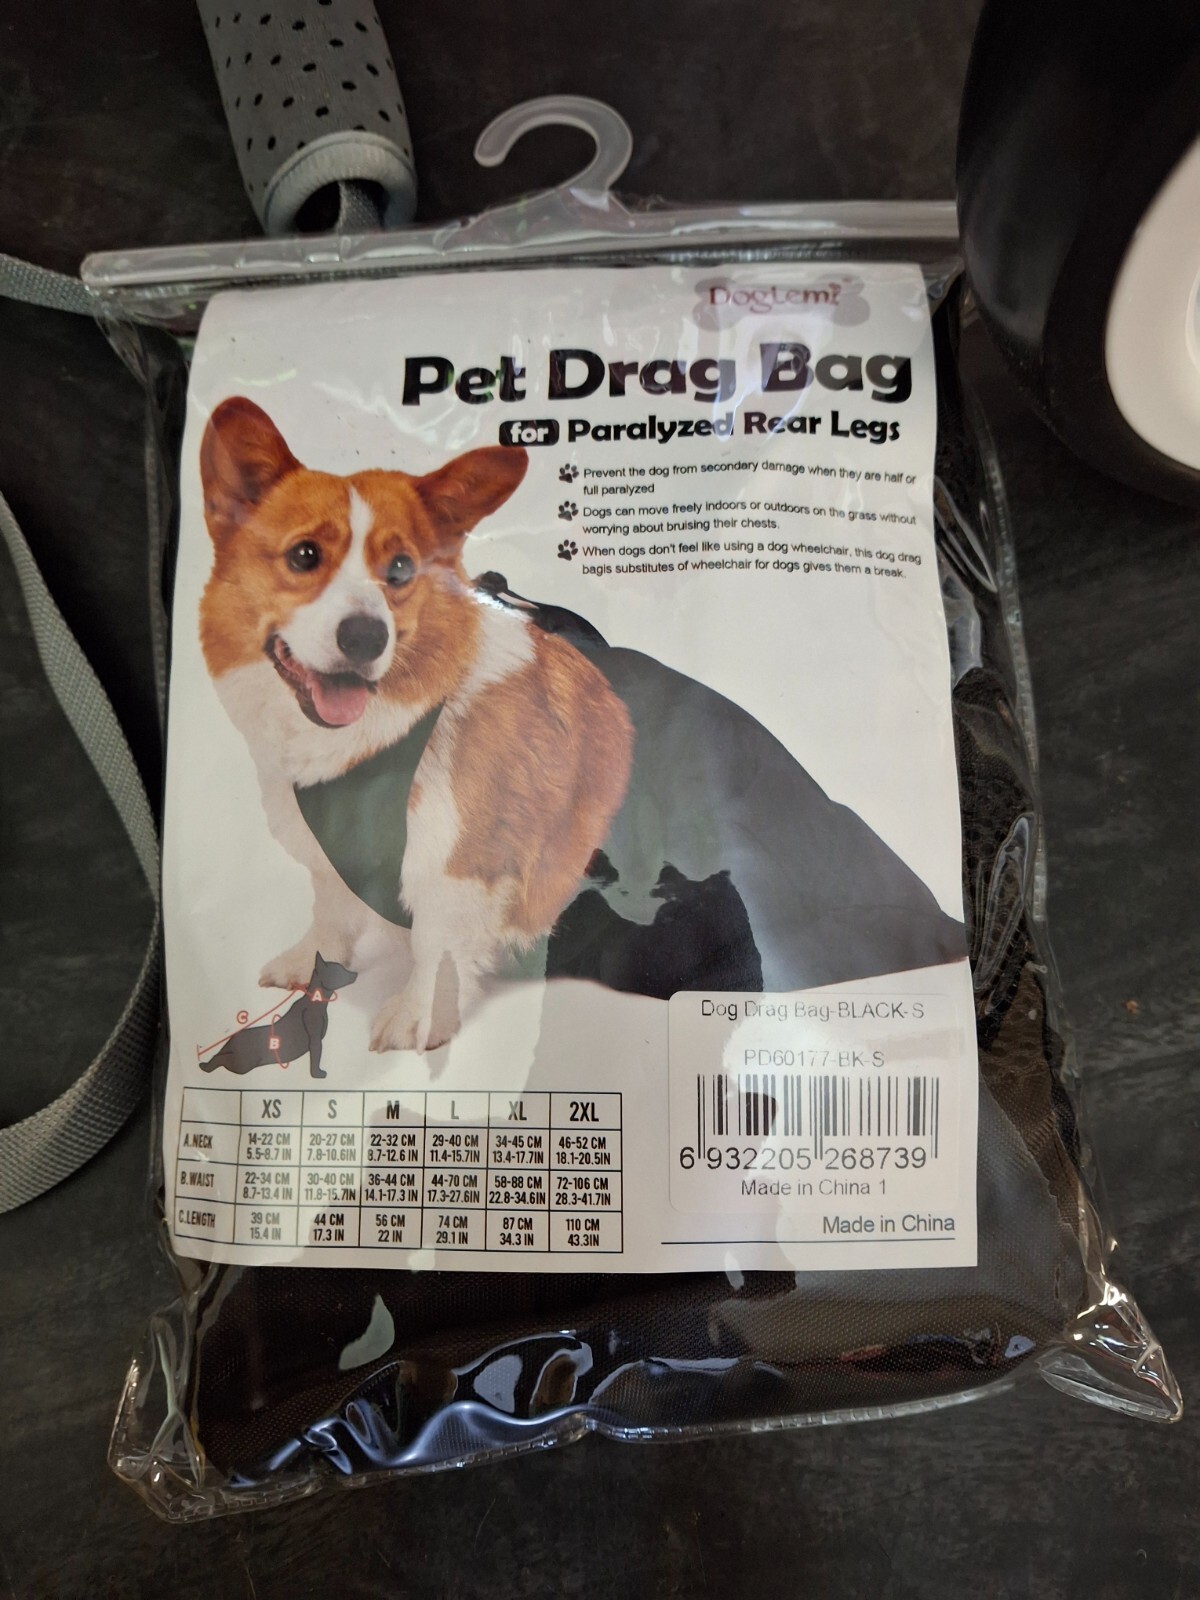 DogLemi
Pet Drag Bag
for Paralyzed Rear Legs
Prevent the dog from secondary damage when they are half or
full paralyzed
Dogs can move freely indoors or outdoors on the grass without
worrying about bruising their chests.
When dogs don't feel like using a dog wheelchair, this dog drag
bagis substitutes of wheelchair for dogs gives them a break.
A
C
B
XS S M L XL 2XL
A.NECK 14-22 CM 20-27 CM 22-32 CM 29-40 CM 34-45 CM 46-52 CM
5.5-8.7 IN 7.8-10.6IN 8.7-12.6 IN 11.4-15.7IN 13.4-17.7IN 18.1-20.5IN
B.WAIST 22-34 CM 30-40 CM 36-44 CM 44-70 CM 58-88 CM 72-106 CM
8.7-13.4 IN 11.8-15.7IN 14.1-17.3 IN 17.3-27.6IN 22.8-34.6IN 28.3-41.7IN
C.LENGTH 39 CM 44 CM 56 CM 74 CM 87 CM 110 CM
15.4 IN 17.3 IN 22 IN 29.1 IN 34.3 IN 43.3IN
Dog Drag Bag-BLACK-S
PD60177-BK-S
6 932205 268739
Made in China 1
Made in China